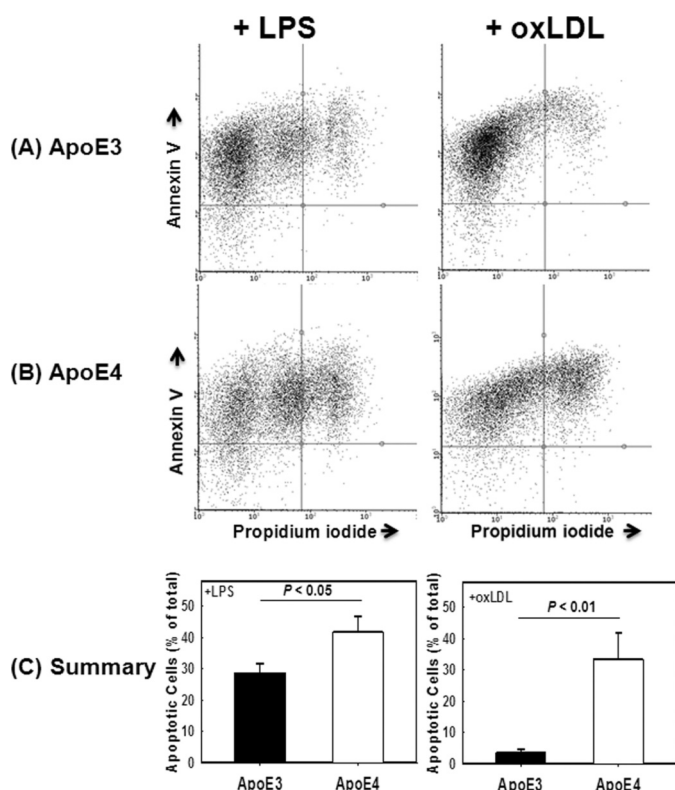 + LPS
+ oxLDL
(A) ApoE3
Annexin V
(B) ApoE4
Annexin V
Propidium iodide
Propidium iodide
(C) Summary
Apoptotic Cells (% of total)
+LPS
P < 0.05
50
40
30
20
10
0
ApoE3
ApoE4
Apoptotic Cells (% of total)
+oxLDL
P < 0.01
50
40
30
20
10
0
ApoE3
ApoE4